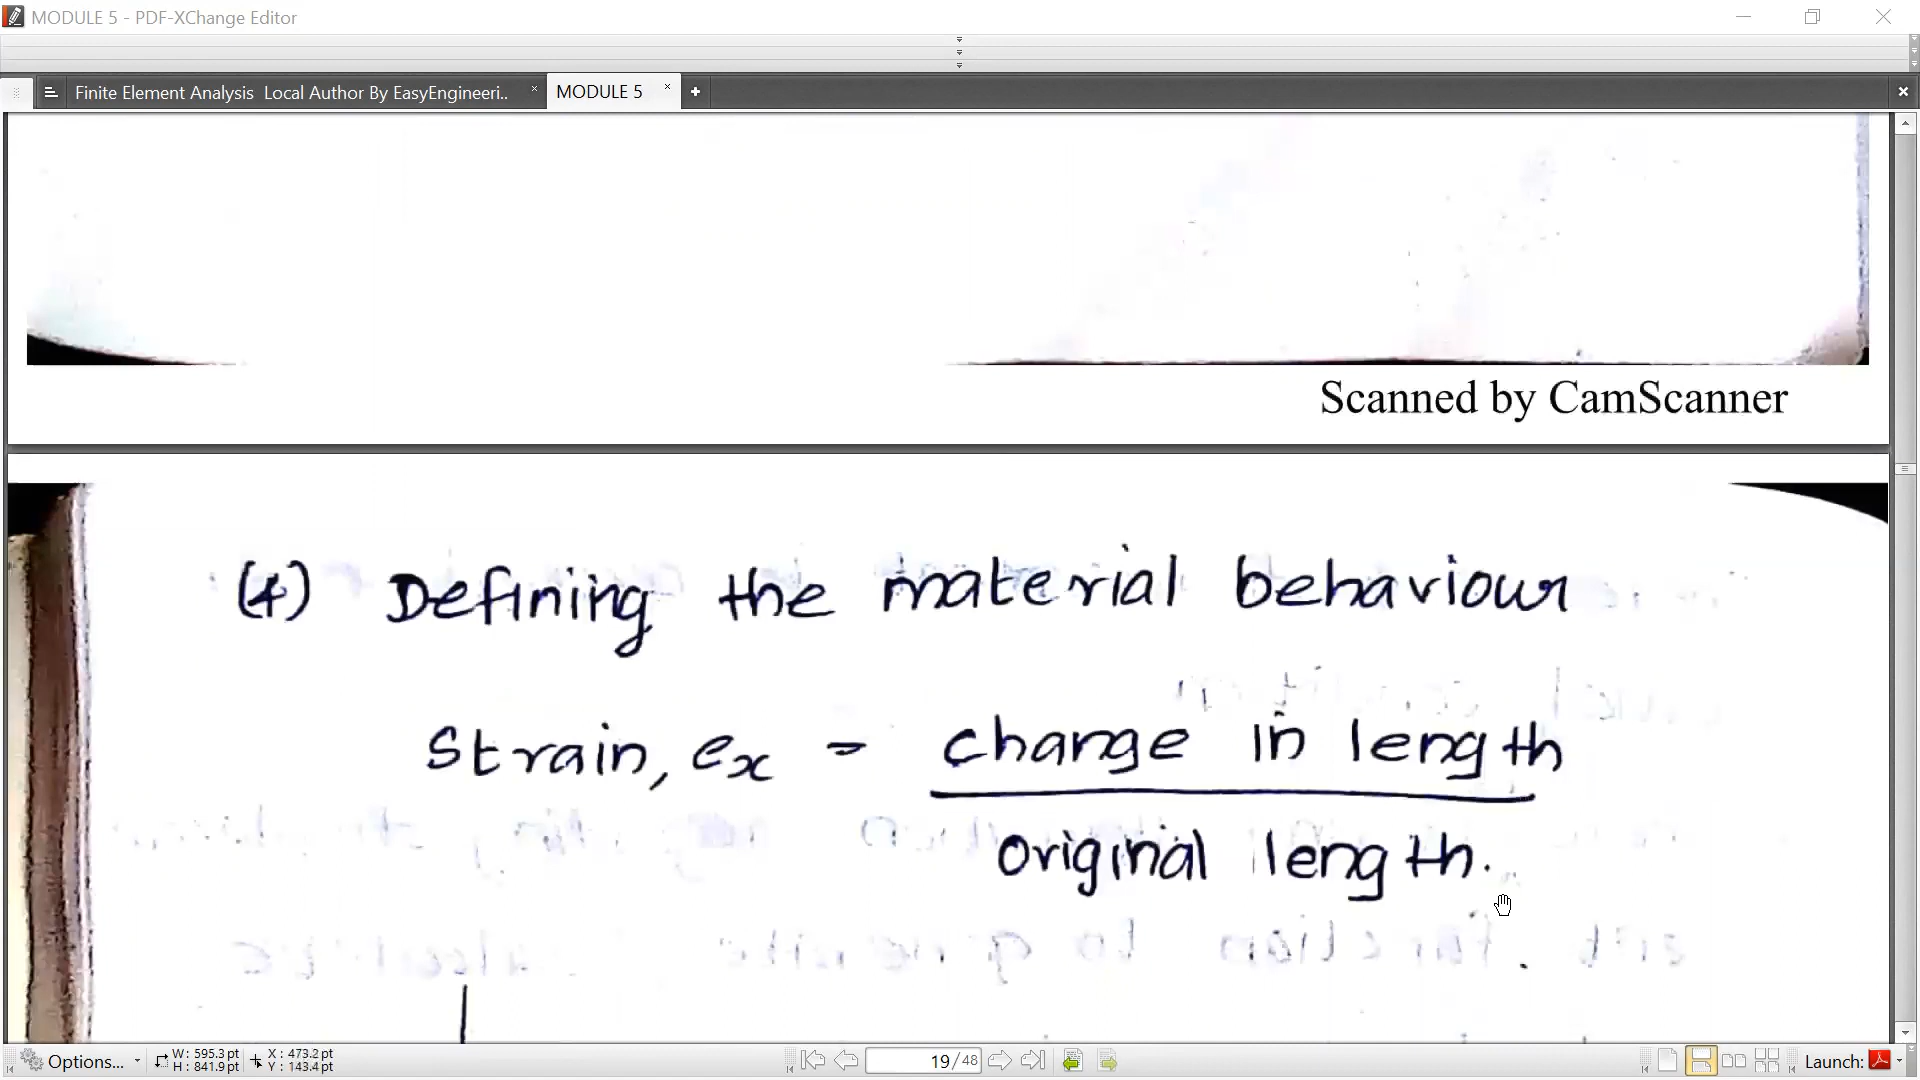 MODULE 5 - PDF-XChange Editor
Finite Element Analysis Local Author By EasyEngineeri..
MODULE 5
Scanned by CamScanner
(4) Defining the material behaviour
Strain, ex = change in length
original length.
Options...
W: 595.3 pt
H: 841.9 pt
X: 473.2 pt
Y: 143.4 pt
19 / 48
Launch: